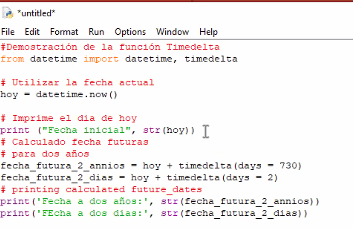 *untitled*
File Edit Format Run Options Window Help
#Demostración de la función Timedelta
from datetime import datetime, timedelta
# Utilizar la fecha actual
hoy = datetime.now()
# Imprime el día de hoy
print ("Fecha inicial", str(hoy))
# Calculado fecha futuras
# para dos años
fecha_futura_2_annios = hoy + timedelta(days = 730)
fecha_futura_2_dias = hoy + timedelta(days = 2)
# printing calculated future_dates
print('Fecha a dos años:', str(fecha_futura_2_annios))
print('FEcha a dos días:', str(fecha_futura_2_dias))